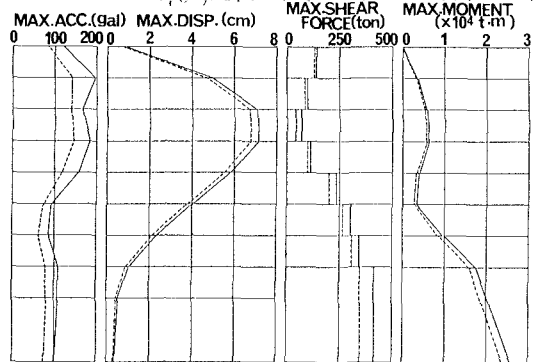 MAX.ACC.(gal)
0 100 200
MAX.DISP.(cm)
0 2 4 6 8
MAX.SHEAR
FORCE(ton)
0 250 500
MAX.MOMENT
(×10⁴ t·m)
0 1 2 3